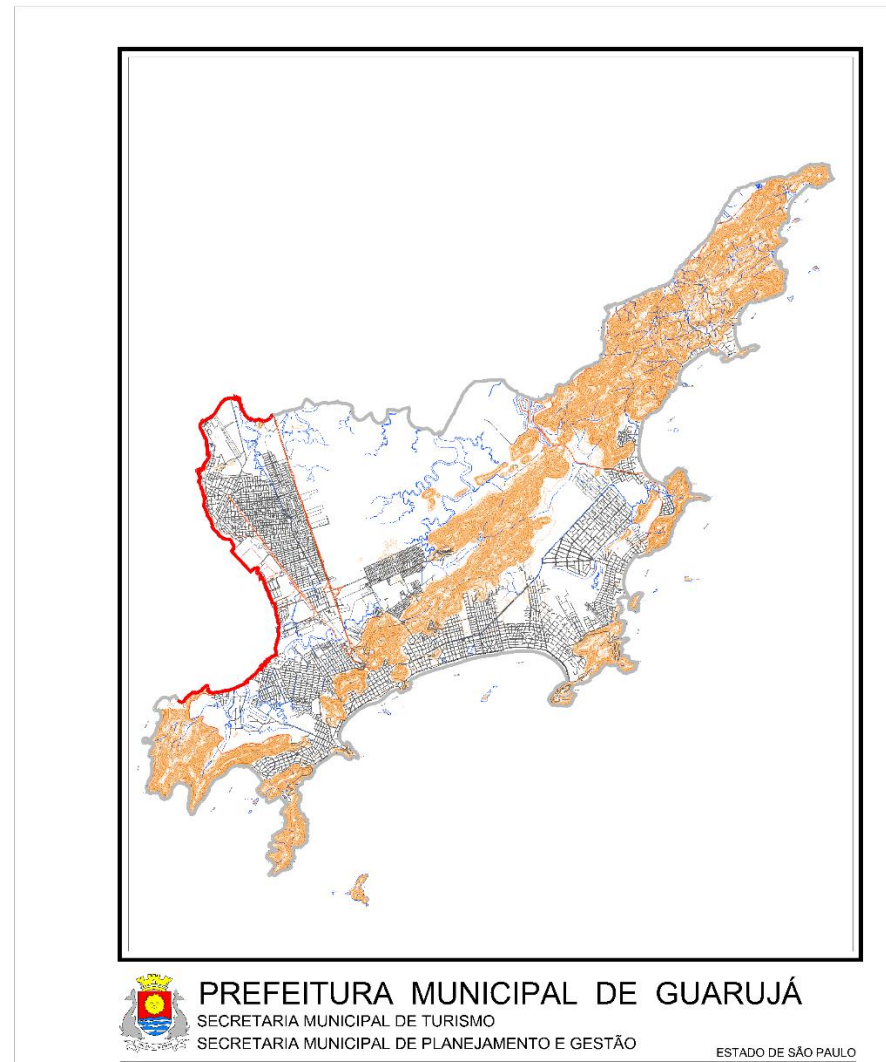 PREFEITURA MUNICIPAL DE GUARUJÁ
SECRETARIA MUNICIPAL DE TURISMO
SECRETARIA MUNICIPAL DE PLANEJAMENTO E GESTÃO
ESTADO DE SÃO PAULO